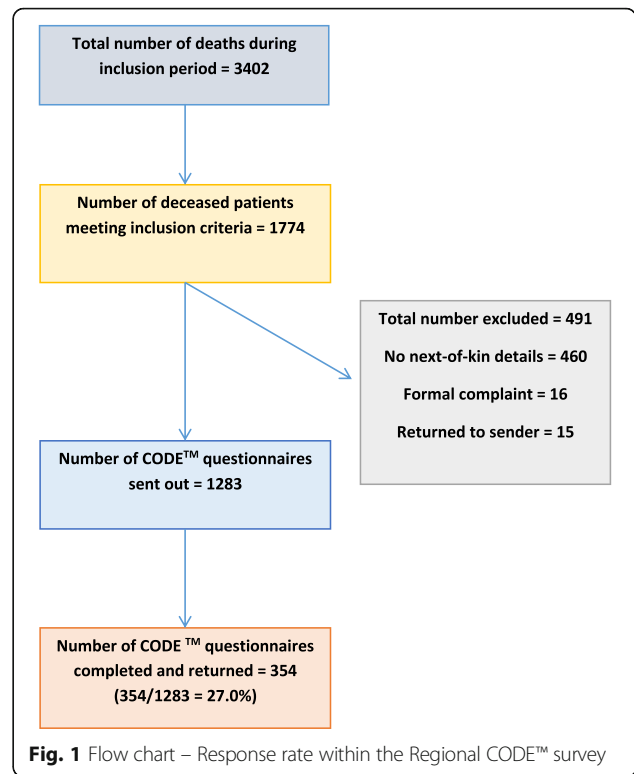 Total number of deaths during
inclusion period = 3402
Number of deceased patients
meeting inclusion criteria = 1774
Total number excluded = 491
No next-of-kin details = 460
Formal complaint = 16
Returned to sender = 15
Number of CODE™ questionnaires
sent out = 1283
Number of CODE ™ questionnaires
completed and returned = 354
(354/1283 = 27.0%)
Fig. 1 Flow chart – Response rate within the Regional CODE™ survey